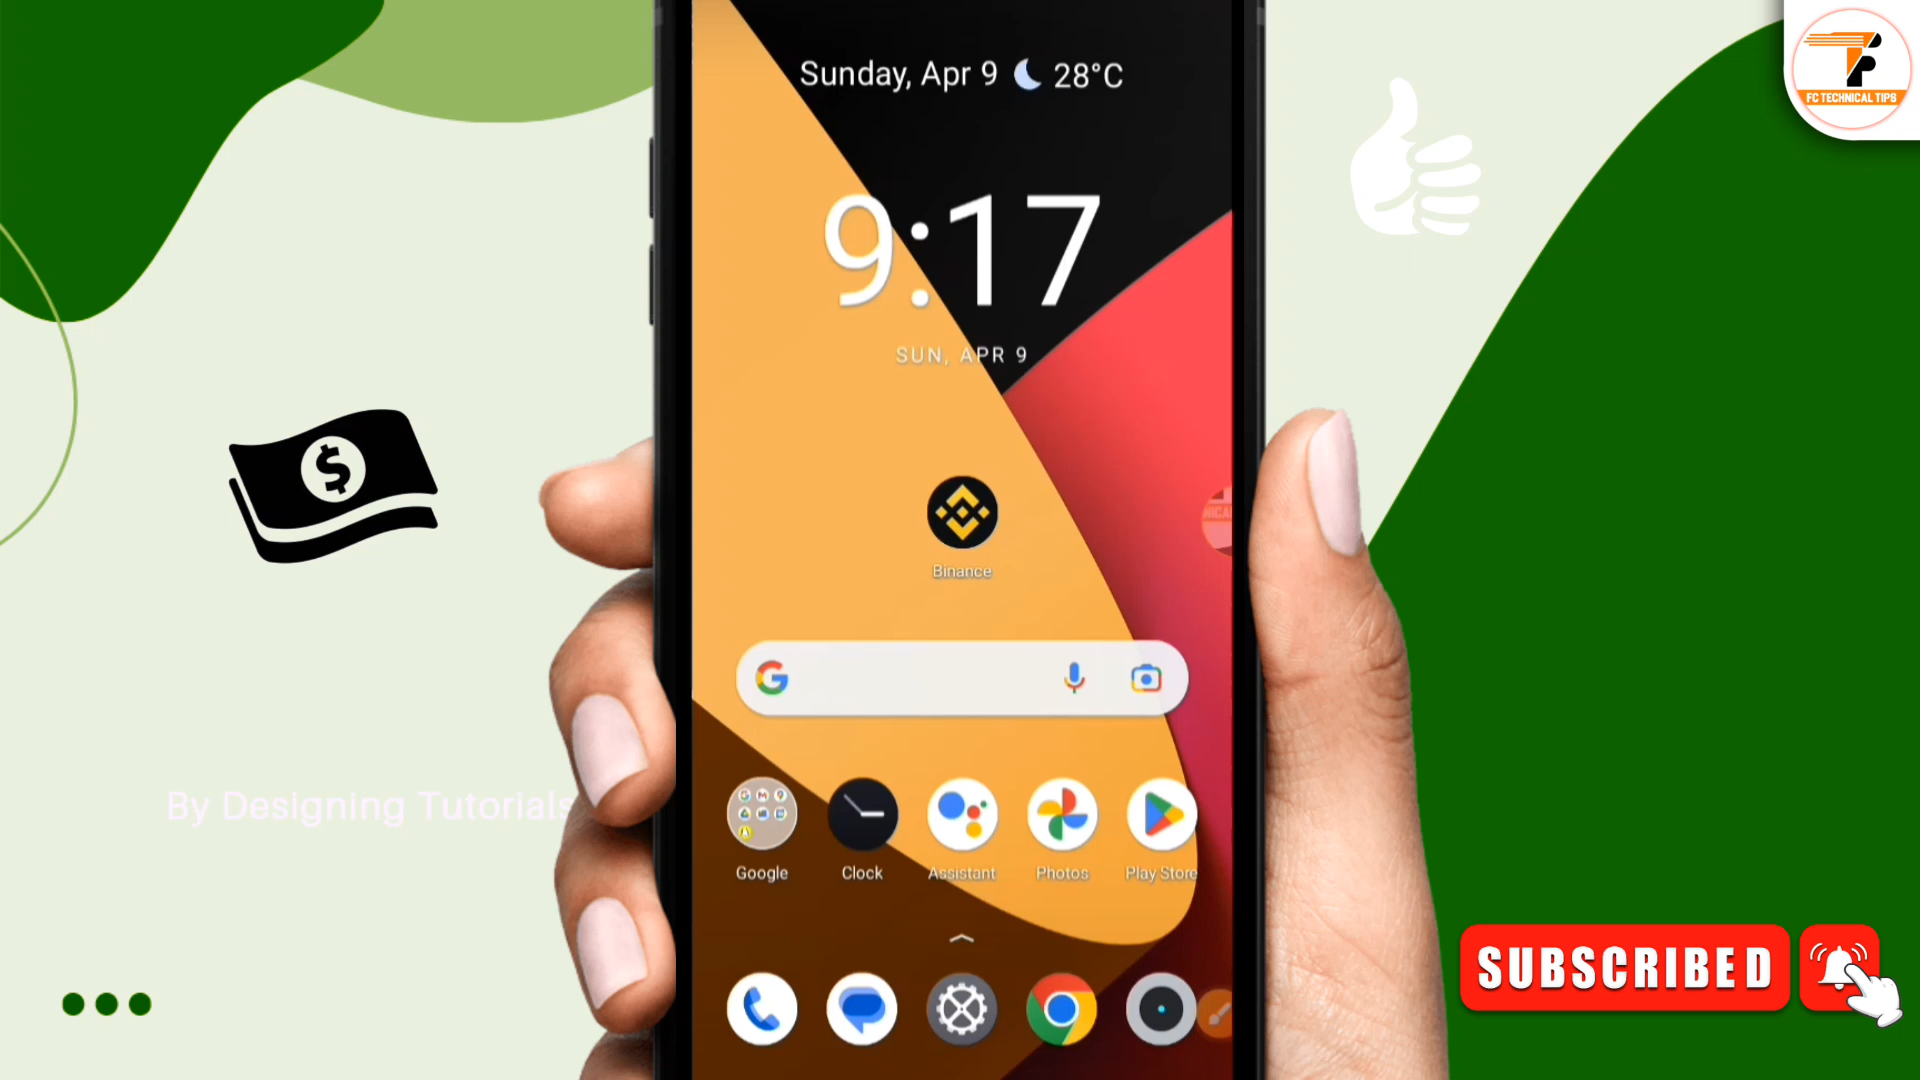 Sunday, Apr 9 28°C
FC TECHNICAL TIPS
9:17
SUN, APR 9
$
Binance
By Designing Tutorials
Google Clock Assistant Photos Play Store
SUBSCRIBED